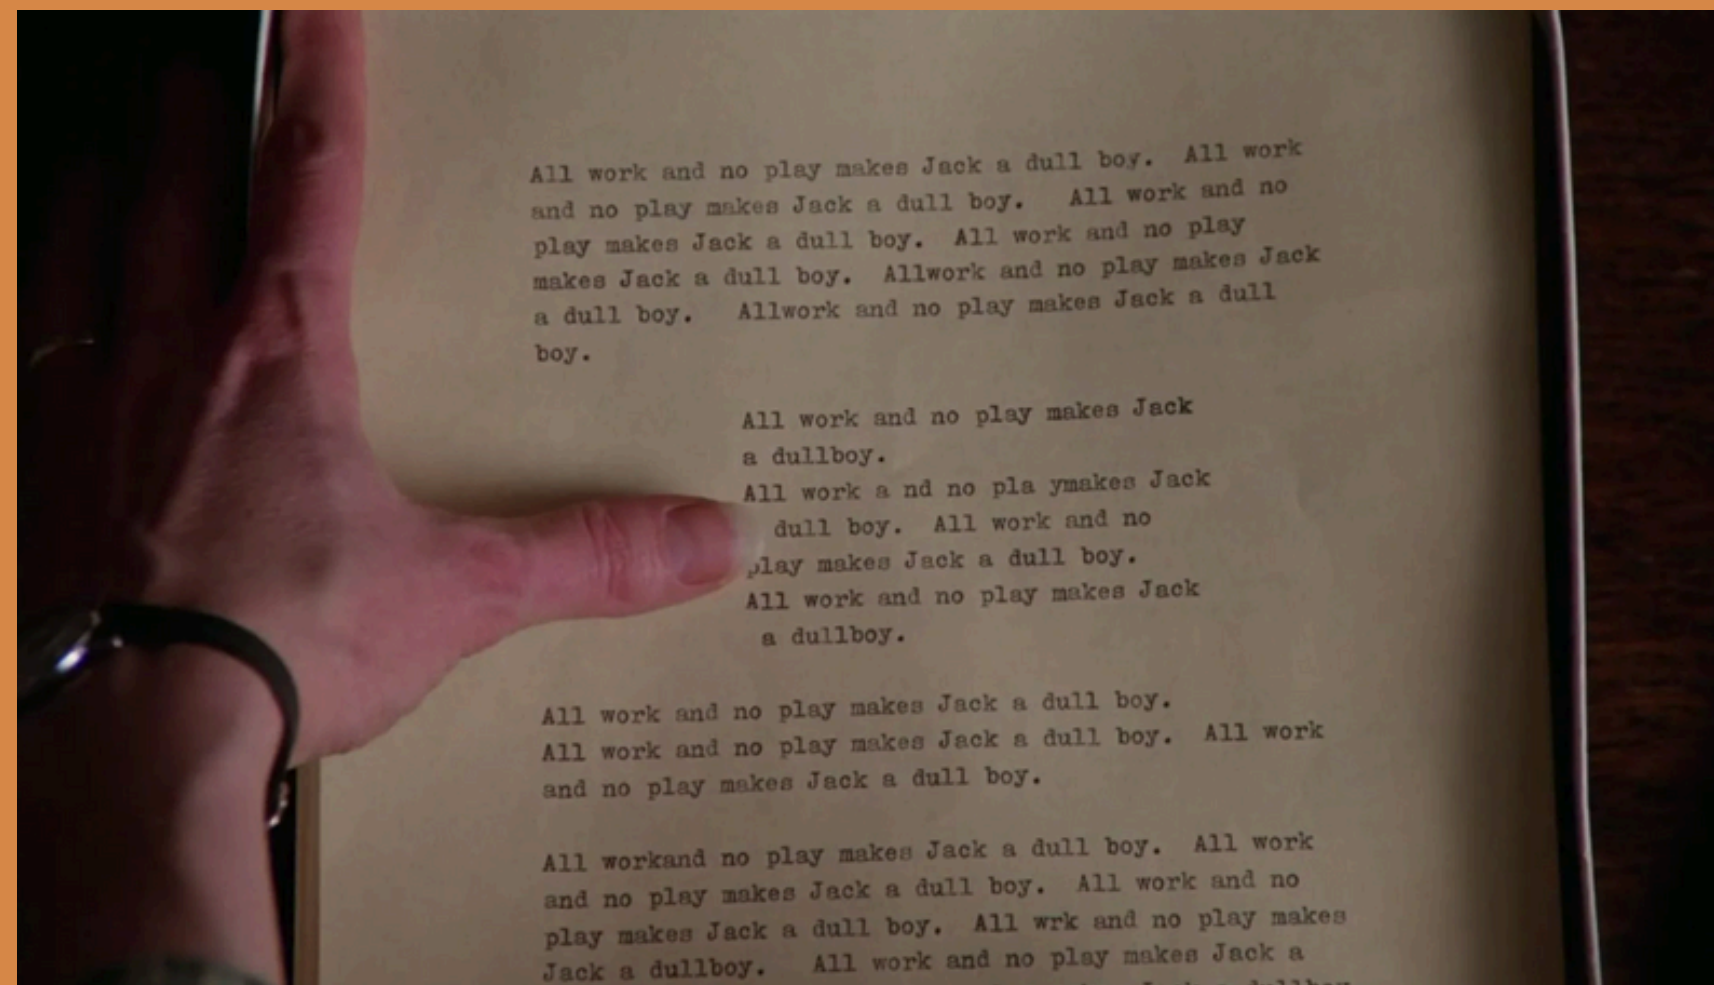 All work and no play makes Jack a dull boy.  All work
and no play makes Jack a dull boy.   All work and no
play makes Jack a dull boy.  All work and no play
makes Jack a dull boy.  Allwork and no play makes Jack
a dull boy.   Allwork and no play makes Jack a dull
boy.
All work and no play makes Jack
a dullboy.
All work a nd no pla ymakes Jack
dull boy.  All work and no
play makes Jack a dull boy.
All work and no play makes Jack
a dullboy.
All work and no play makes Jack a dull boy.
All work and no play makes Jack a dull boy.  All work
and no play makes Jack a dull boy.
All workand no play makes Jack a dull boy.  All work
and no play makes Jack a dull boy.  All work and no
play makes Jack a dull boy.  All wrk and no play makes
Jack a dullboy.   All work and no play makes Jack a